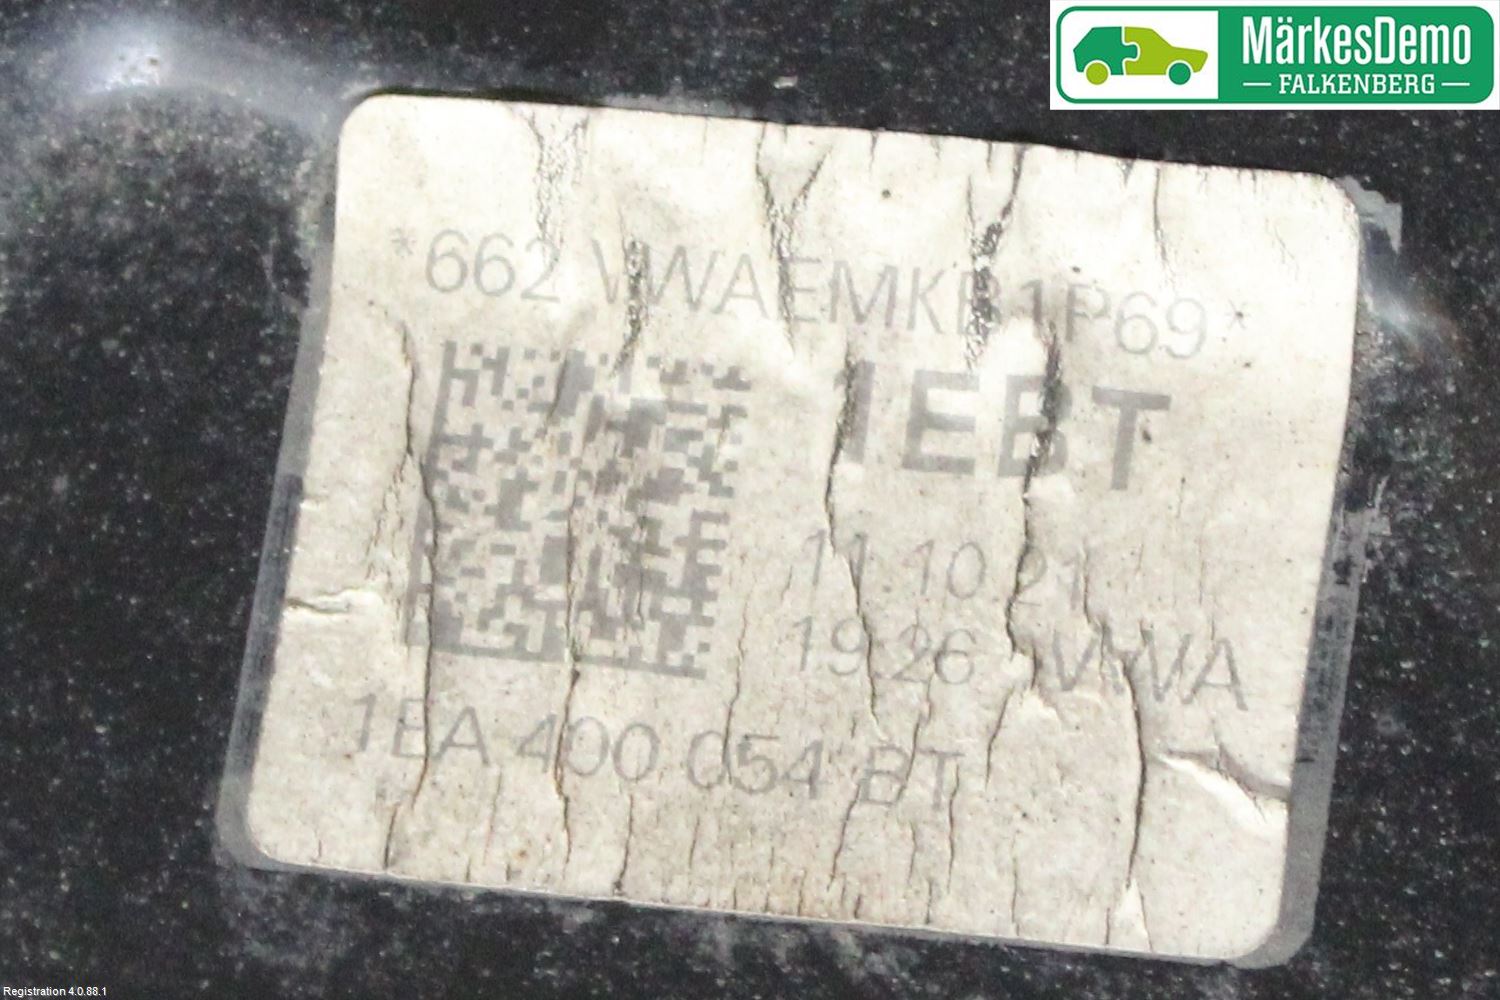 MärkesDemo
FALKENBERG
*662 VWAEMKB1P69*
1EBT
11.10.21
19:26 VWA
1EA 400 054 BT
Registration 4.0.88.1